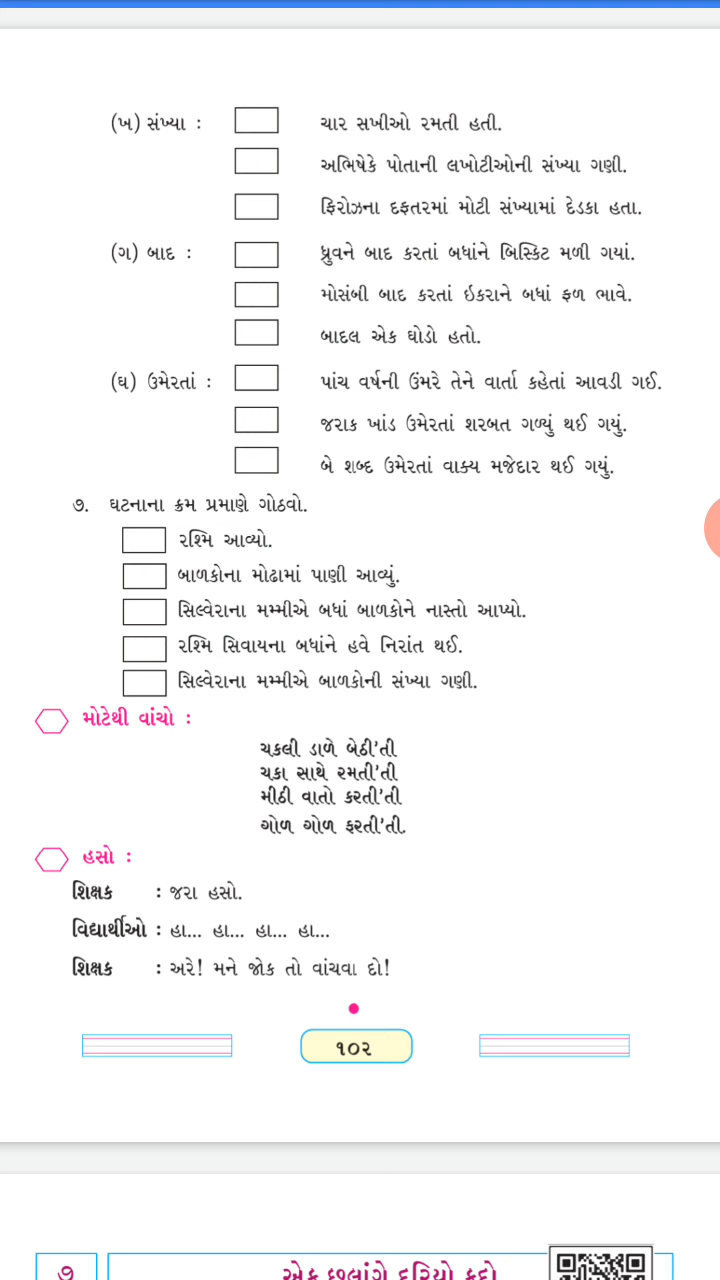 (ખ) સંખ્યા : ચાર સખીઓ રમતી હતી.
અભિષેકે પોતાની લખોટીઓની સંખ્યા ગણી.
ફિરોઝના દફતરમાં મોટી સંખ્યામાં દેડકા હતા.
(ગ) બાદ : ધ્રુવને બાદ કરતાં બધાંને બિસ્કિટ મળી ગયાં.
મોસંબી બાદ કરતાં ઇકરાને બધાં ફળ ભાવે.
બાદલ એક ઘોડો હતો.
(ઘ) ઉમેરતાં : પાંચ વર્ષની ઉંમરે તેને વાર્તા કહેતાં આવડી ગઈ.
જરાક ખાંડ ઉમેરતાં શરબત ગળ્યું થઈ ગયું.
બે શબ્દ ઉમેરતાં વાક્ય મજેદાર થઈ ગયું.
૭. ઘટનાના ક્રમ પ્રમાણે ગોઠવો.
રશ્મિ આવ્યો.
બાળકોના મોઢામાં પાણી આવ્યું.
સિલ્વેરાના મમ્મીએ બધાં બાળકોને નાસ્તો આપ્યો.
રશ્મિ સિવાયના બધાંને હવે નિરાંત થઈ.
સિલ્વેરાના મમ્મીએ બાળકોની સંખ્યા ગણી.
મોટેથી વાંચો :
ચકલી ડાળે બેઠી'તી
ચકા સાથે રમતી'તી
મીઠી વાતો કરતી'તી
ગોળ ગોળ ફરતી'તી.
હસો :
શિક્ષક : જરા હસો.
વિદ્યાર્થીઓ : હા... હા... હા... હા...
શિક્ષક : અરે! મને જોક તો વાંચવા દો!
૧૦૨
૭ એક છલાંગે દરિયો કૂદો